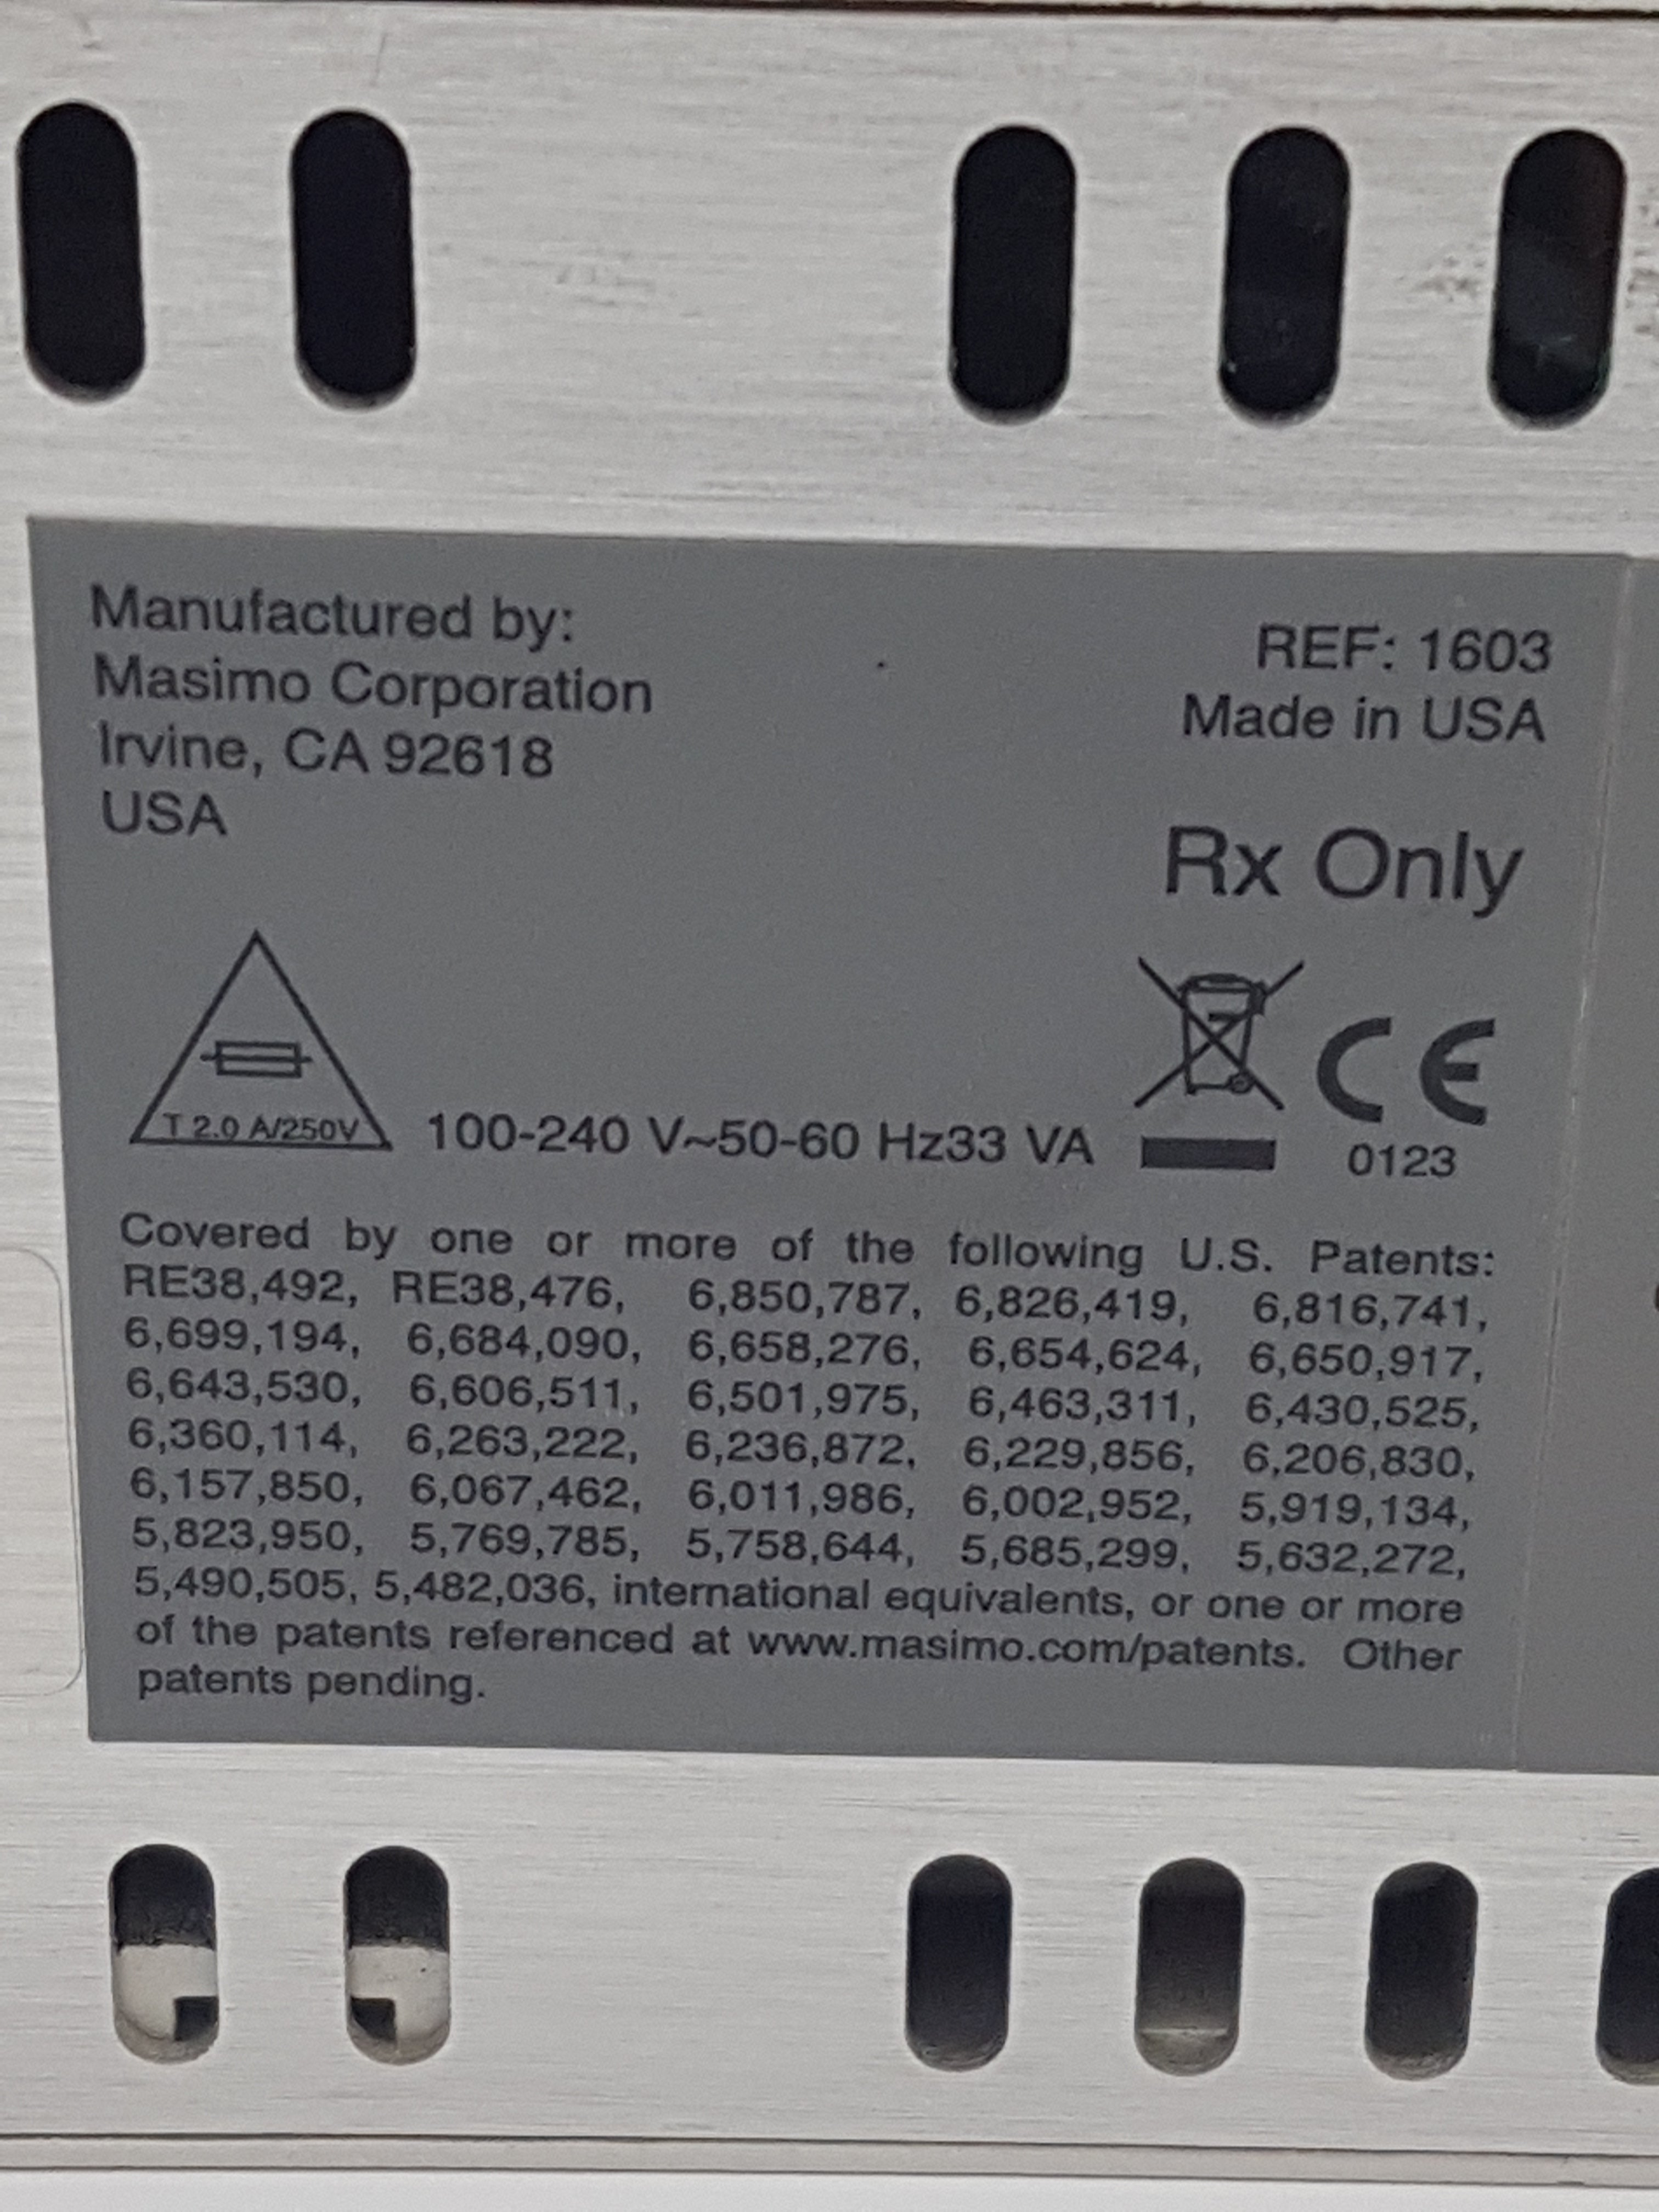 Manufactured by:
Masimo Corporation
Irvine, CA 92618
USA
REF: 1603
Made in USA
Rx Only
T 2.0 A/250V
100-240 V~50-60 Hz33 VA
CE
0123
Covered by one or more of the following U.S. Patents:
RE38,492, RE38,476, 6,850,787, 6,826,419, 6,816,741,
6,699,194, 6,684,090, 6,658,276, 6,654,624, 6,650,917,
6,643,530, 6,606,511, 6,501,975, 6,463,311, 6,430,525,
6,360,114, 6,263,222, 6,236,872, 6,229,856, 6,206,830,
6,157,850, 6,067,462, 6,011,986, 6,002,952, 5,919,134,
5,823,950, 5,769,785, 5,758,644, 5,685,299, 5,632,272,
5,490,505, 5,482,036, international equivalents, or one or more
of the patents referenced at www.masimo.com/patents. Other
patents pending.